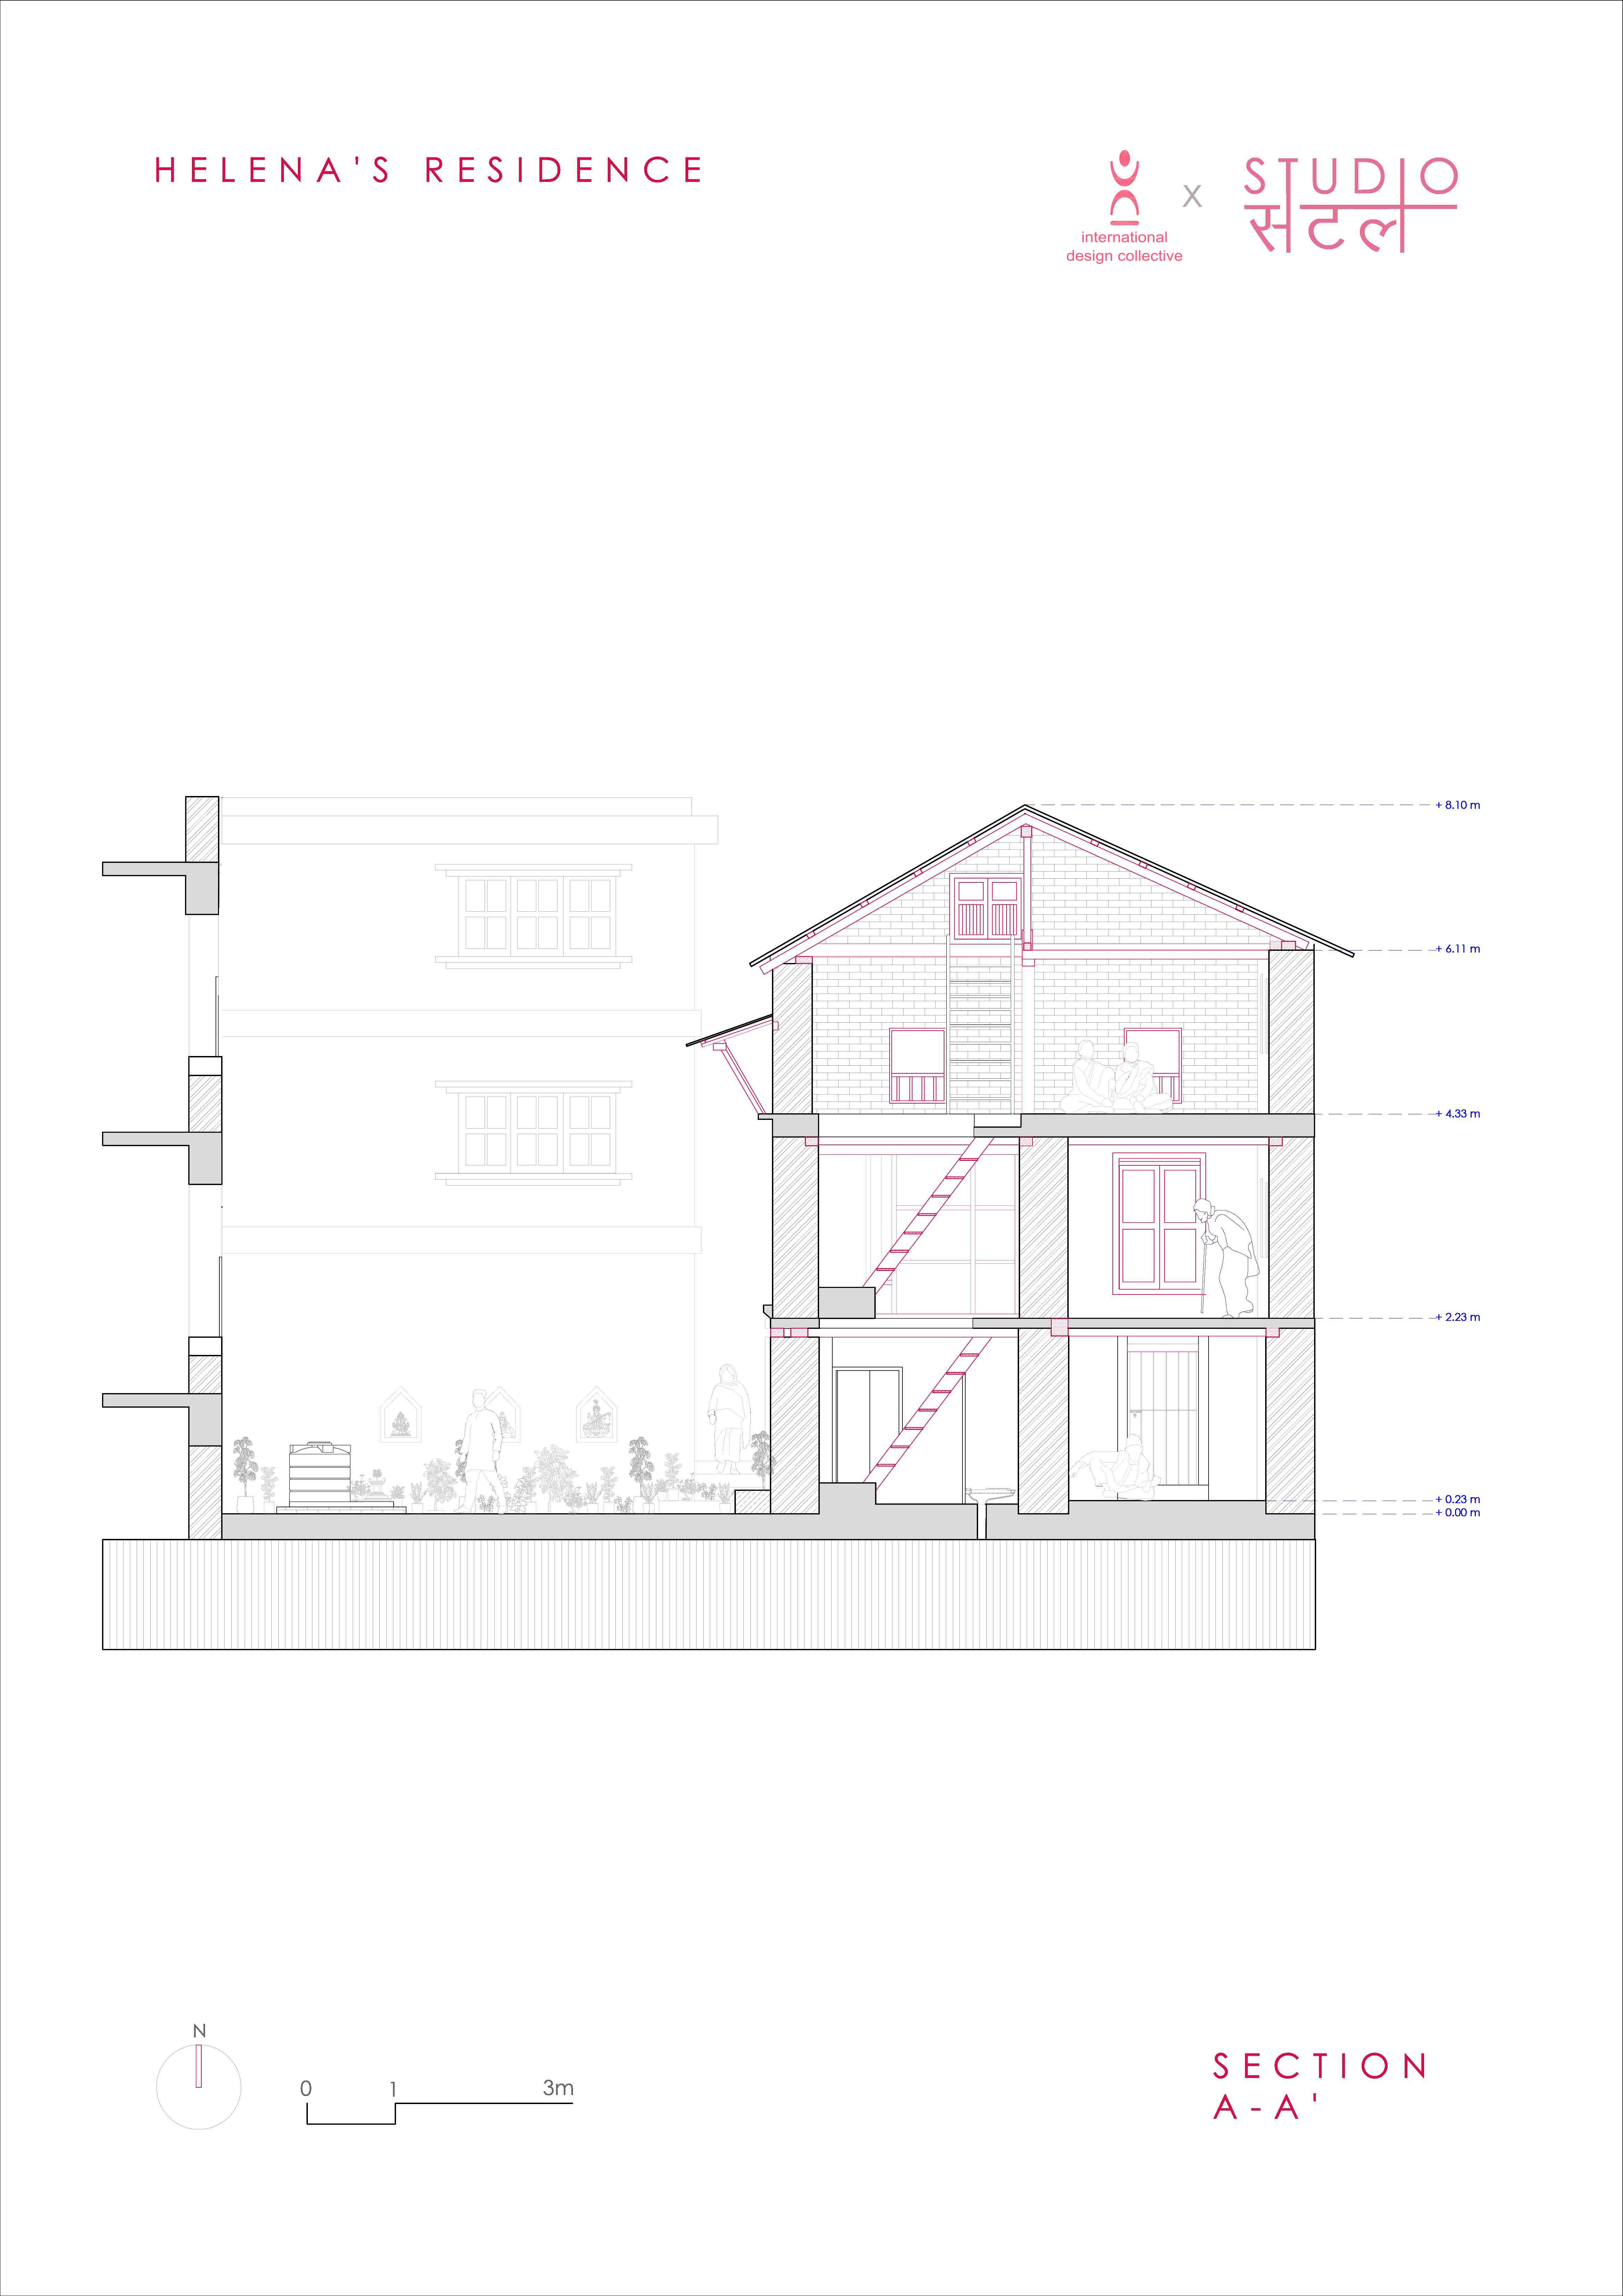 HELENA'S RESIDENCE
international
design collective
X
STUDIO
सटल
+ 8.10 m
+ 6.11 m
+ 4.33 m
+ 2.23 m
+ 0.23 m
+ 0.00 m
N
0 1 3m
SECTION
A-A'